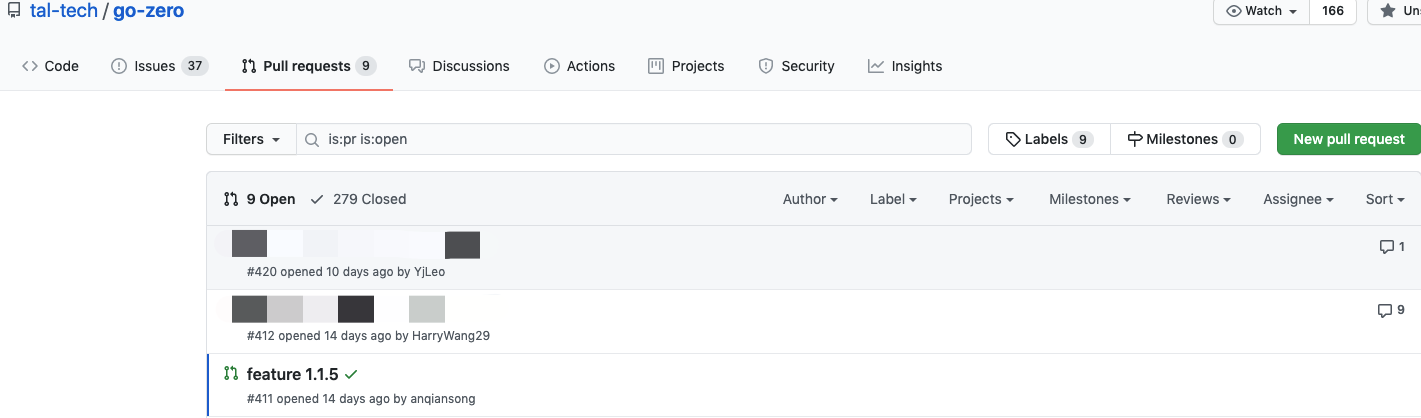 tal-tech / go-zero
Watch 166 Un
Code Issues 37 Pull requests 9 Discussions Actions Projects Security Insights
Filters is:pr is:open Labels 9 Milestones 0 New pull request
9 Open 279 Closed Author Label Projects Milestones Reviews Assignee Sort
1
#420 opened 10 days ago by YjLeo
9
#412 opened 14 days ago by HarryWang29
feature 1.1.5
#411 opened 14 days ago by anqiansong